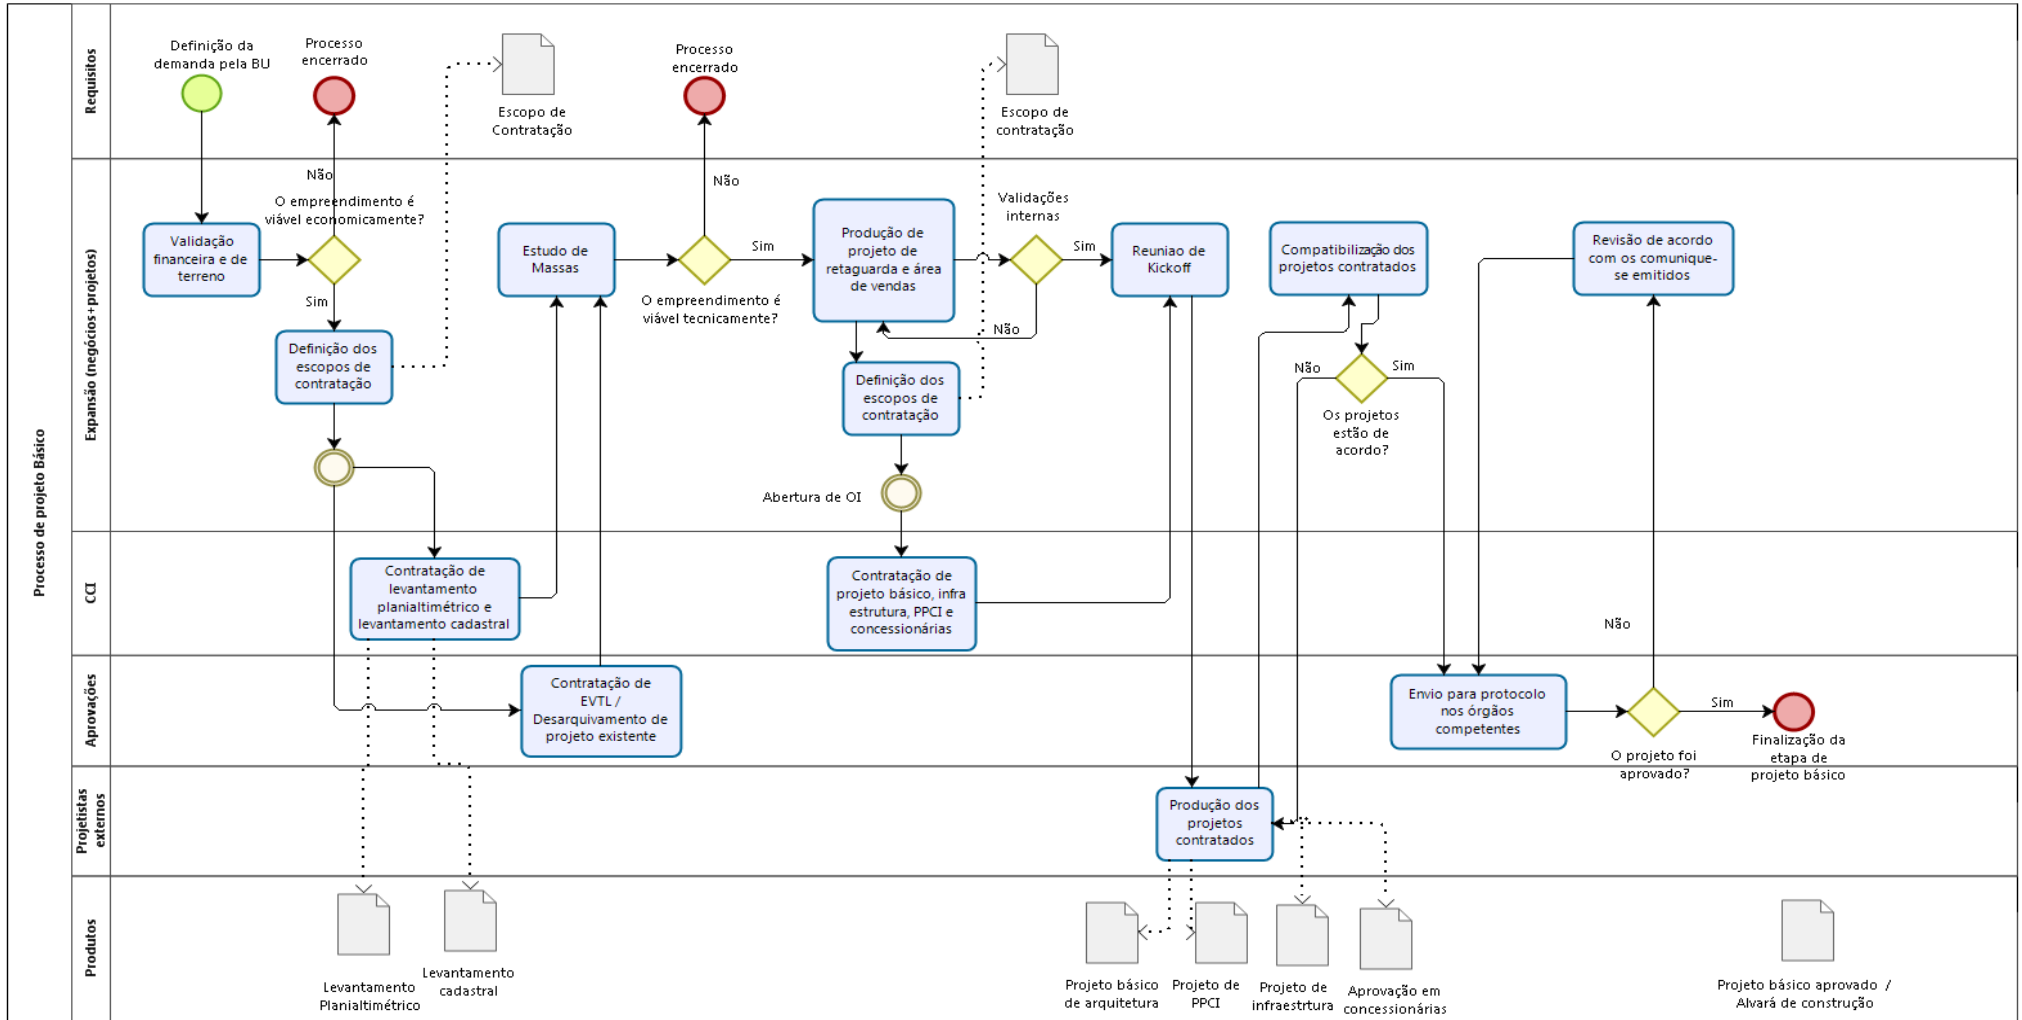 Processo de projeto Básico
Requisitos
Definição da
demanda pela BU
Processo
encerrado
Escopo de
Contratação
Processo
encerrado
Escopo de
contratação
Expansão (negócios+projetos)
Validação
financeira e de
terreno
Não
O empreendimento é
viável economicamente?
Sim
Definição dos
escopos de
contratação
Estudo de
Massas
Não
Sim
O empreendimento é
viável tecnicamente?
Produção de
projeto de
retaguarda e área
de vendas
Validações
internas
Sim
Não
Definição dos
escopos de
contratação
Abertura de OI
Reuniao de
Kickoff
Compatibilização dos
projetos contratados
Não
Sim
Os projetos
estão de
acordo?
Revisão de acordo
com os comunique-
se emitidos
CCI
Contratação de
levantamento
planialtimétrico e
levantamento cadastral
Contratação de
projeto básico, infra
estrutura, PPCI e
concessionárias
Não
Aprovações
Contratação de
EVTL /
Desarquivamento de
projeto existente
Envio para protocolo
nos órgãos
competentes
Sim
O projeto foi
aprovado?
Finalização da
etapa de
projeto básico
Projetistas
externos
Produção dos
projetos
contratados
Produtos
Levantamento
Planialtimétrico
Levantamento
cadastral
Projeto básico
de arquitetura
Projeto de
PPCI
Projeto de
infraestrtura
Aprovação em
concessionárias
Projeto básico aprovado /
Alvará de construção